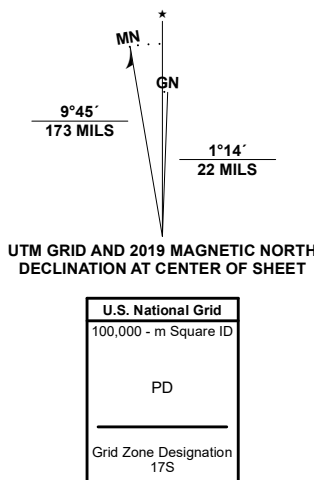 ★
MN
GN
9°45´
173 MILS
1°14´
22 MILS
UTM GRID AND 2019 MAGNETIC NORTH
DECLINATION AT CENTER OF SHEET
U.S. National Grid
100,000 - m Square ID
PD
Grid Zone Designation
17S